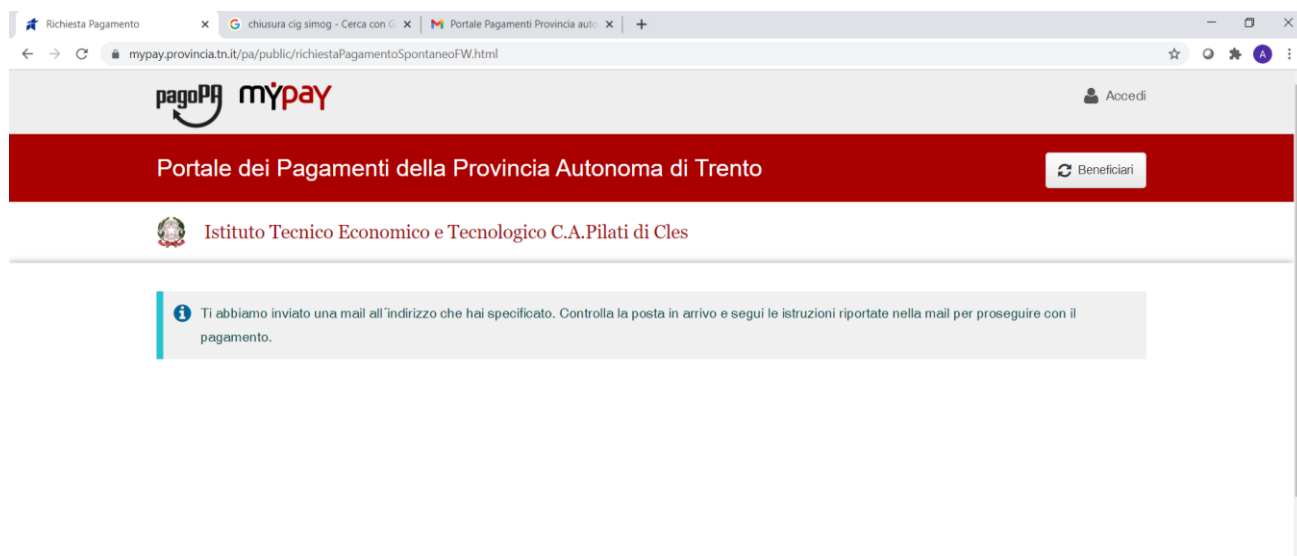 Richiesta Pagamento
chiusura cig simog - Cerca con G
Portale Pagamenti Provincia auto
mypay.provincia.tn.it/pa/public/richiestaPagamentoSpontaneoFW.html
A
pagoPA mypay
Accedi
Portale dei Pagamenti della Provincia Autonoma di Trento
Beneficiari
Istituto Tecnico Economico e Tecnologico C.A.Pilati di Cles
Ti abbiamo inviato una mail all´indirizzo che hai specificato. Controlla la posta in arrivo e segui le istruzioni riportate nella mail per proseguire con il
pagamento.